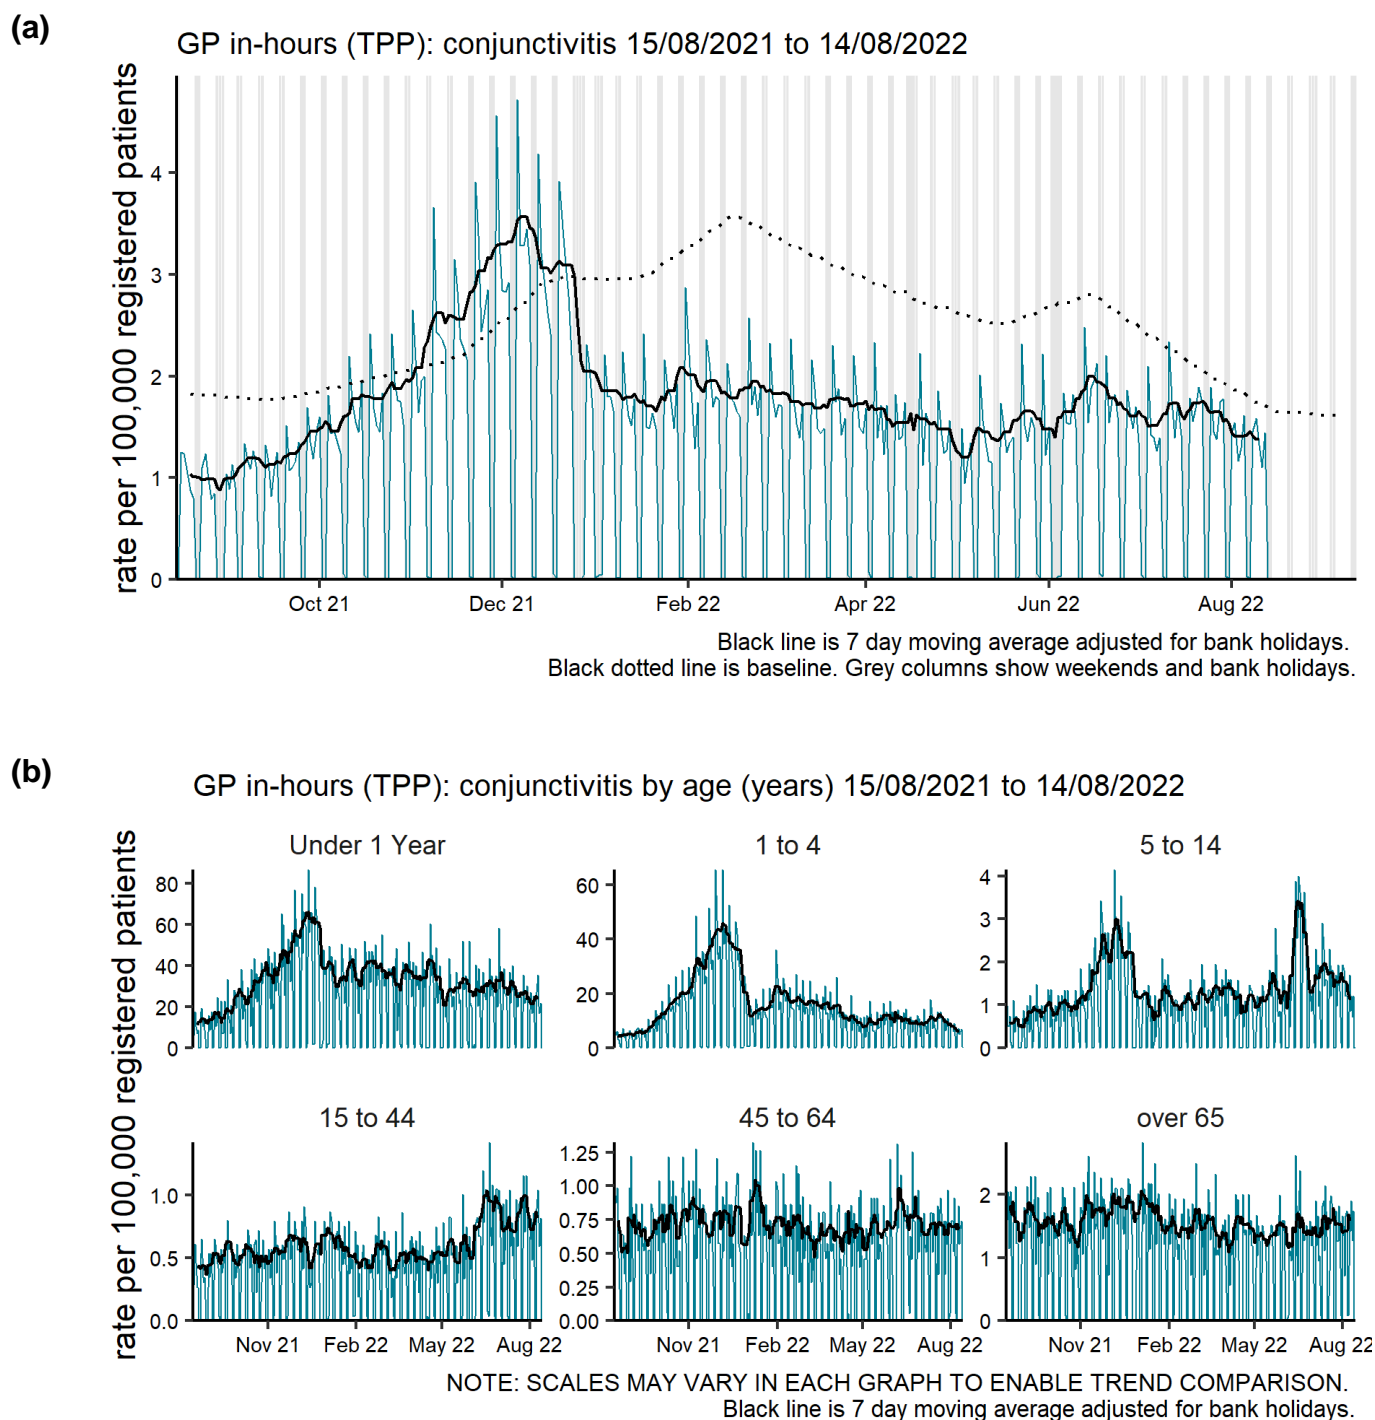 (a)
GP in-hours (TPP): conjunctivitis 15/08/2021 to 14/08/2022
rate per 100,000 registered patients
4
3
2
1
0
Oct 21 Dec 21 Feb 22 Apr 22 Jun 22 Aug 22
Black line is 7 day moving average adjusted for bank holidays.
Black dotted line is baseline. Grey columns show weekends and bank holidays.
(b)
GP in-hours (TPP): conjunctivitis by age (years) 15/08/2021 to 14/08/2022
rate per 100,000 registered patients
Under 1 Year
80
60
40
20
0
1 to 4
60
40
20
0
5 to 14
4
3
2
1
0
15 to 44
1.0
0.5
0.0
Nov 21 Feb 22 May 22 Aug 22
45 to 64
1.25
1.00
0.75
0.50
0.25
0.00
Nov 21 Feb 22 May 22 Aug 22
over 65
2
1
0
Nov 21 Feb 22 May 22 Aug 22
NOTE: SCALES MAY VARY IN EACH GRAPH TO ENABLE TREND COMPARISON.
Black line is 7 day moving average adjusted for bank holidays.